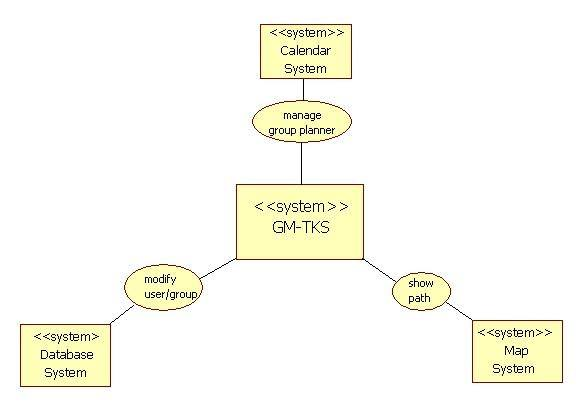 <<system>>
Calendar
System
manage
group planner
<<system>>
GM-TKS
modify
user/group
show
path
<<system>
Database
System
<<system>>
Map
System